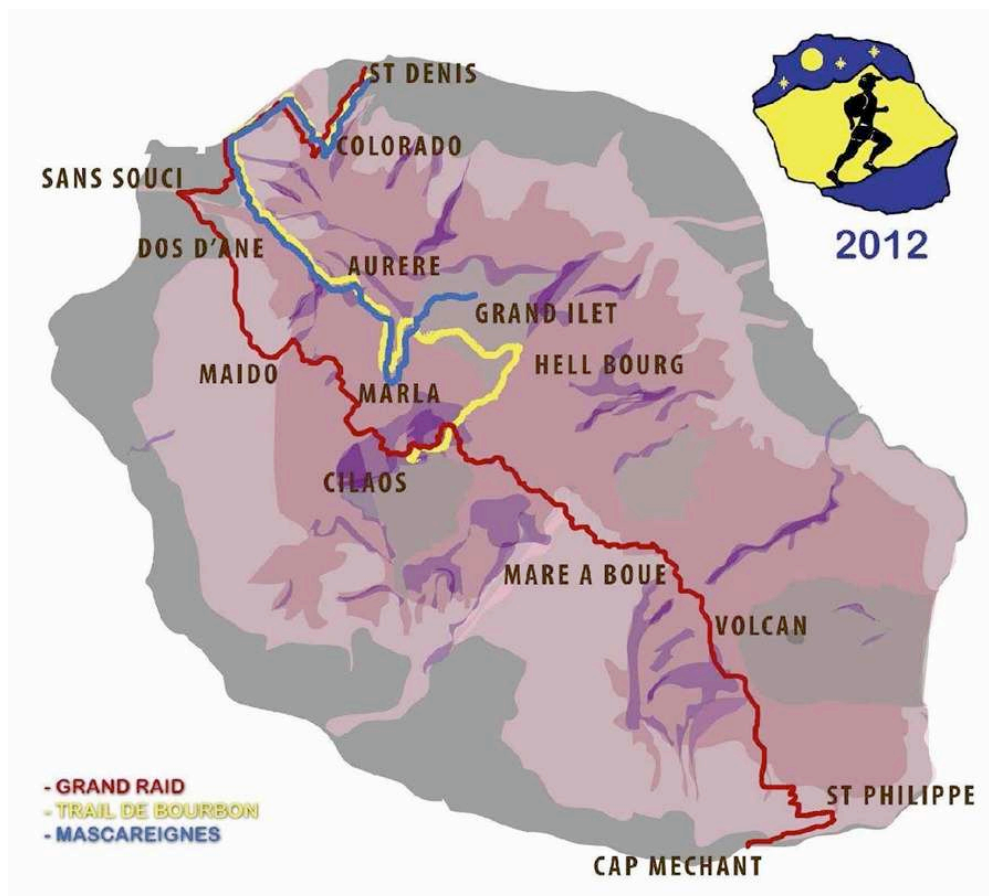 ST DENIS
COLORADO
SANS SOUCI
2012
DOS D'ANE
AURERE
GRAND ILET
HELL BOURG
MAIDO
MARLA
CILAOS
MARE A BOUE
VOLCAN
- GRAND RAID
- TRAIL DE BOURBON
- MASCAREIGNES
ST PHILIPPE
CAP MECHANT